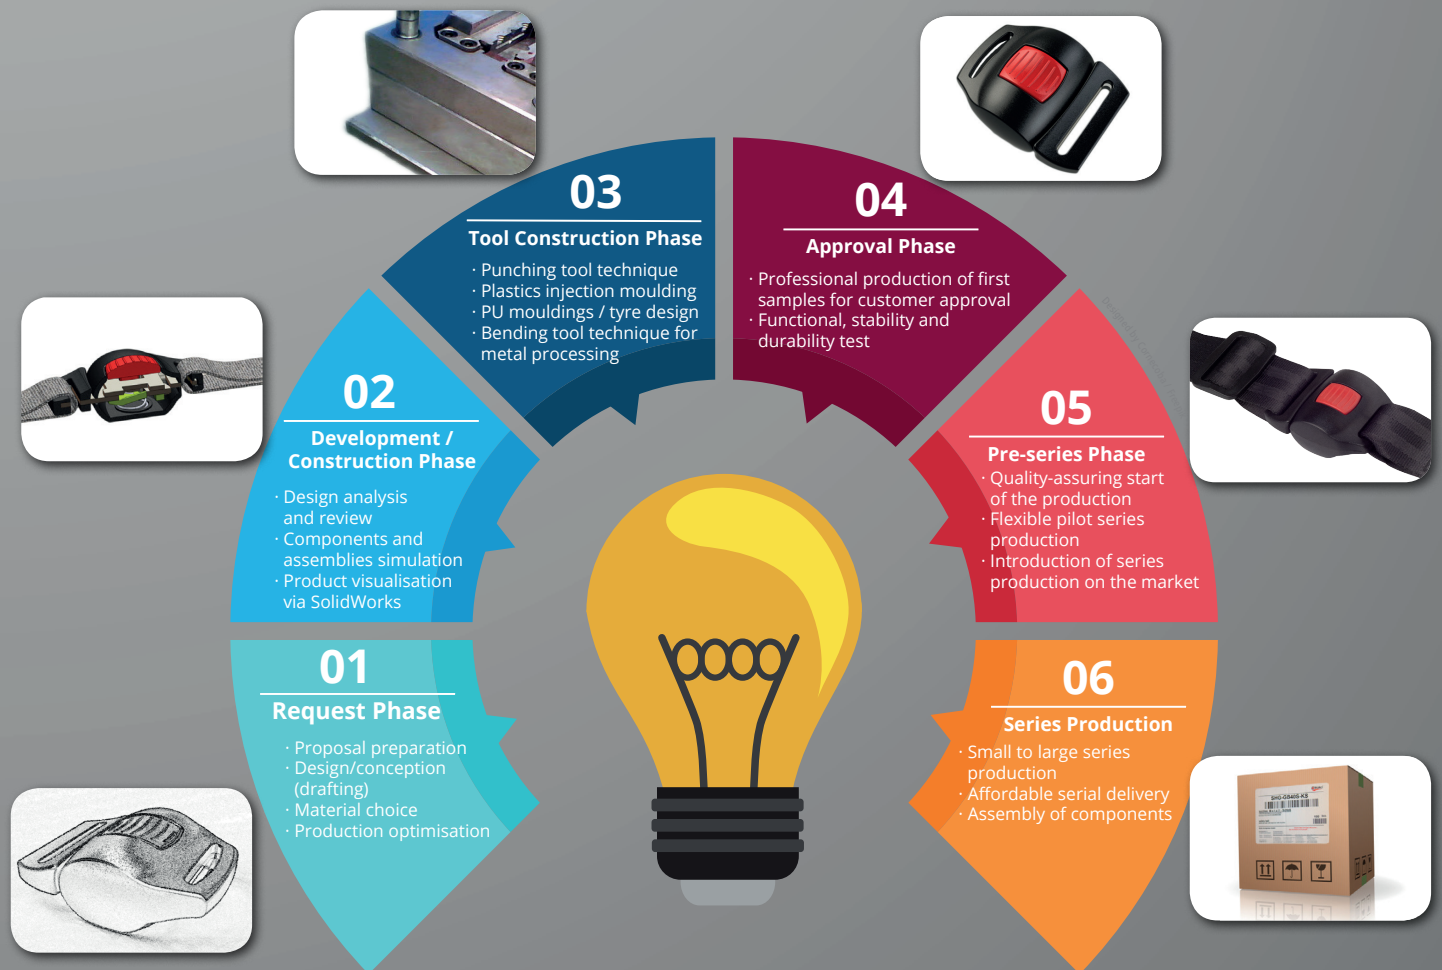 03
Tool Construction Phase
· Punching tool technique
· Plastics injection moulding
· PU mouldings / tyre design
· Bending tool technique for
metal processing
04
Approval Phase
· Professional production of first
samples for customer approval
· Functional, stability and
durability test
02
Development /
Construction Phase
· Design analysis
and review
· Components and
assemblies simulation
· Product visualisation
via SolidWorks
05
Pre-series Phase
· Quality-assuring start
of the production
· Flexible pilot series
production
· Introduction of series
production on the market
01
Request Phase
· Proposal preparation
· Design/conception
(drafting)
· Material choice
· Production optimisation
06
Series Production
· Small to large series
production
· Affordable serial delivery
· Assembly of components
Designed by